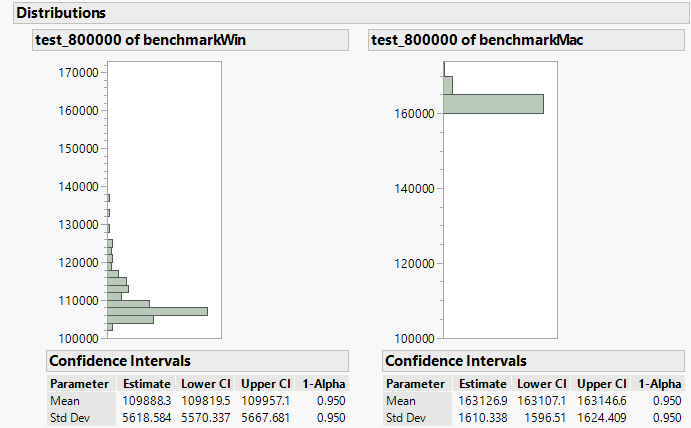 Distributions
test_800000 of benchmarkWin
170000
160000
150000
140000
130000
120000
110000
100000
Confidence Intervals
Parameter Estimate Lower CI Upper CI 1-Alpha
Mean 109888.3 109819.5 109957.1 0.950
Std Dev 5618.584 5570.337 5667.681 0.950
test_800000 of benchmarkMac
160000
140000
120000
100000
Confidence Intervals
Parameter Estimate Lower CI Upper CI 1-Alpha
Mean 163126.9 163107.1 163146.6 0.950
Std Dev 1610.338 1596.51 1624.409 0.950